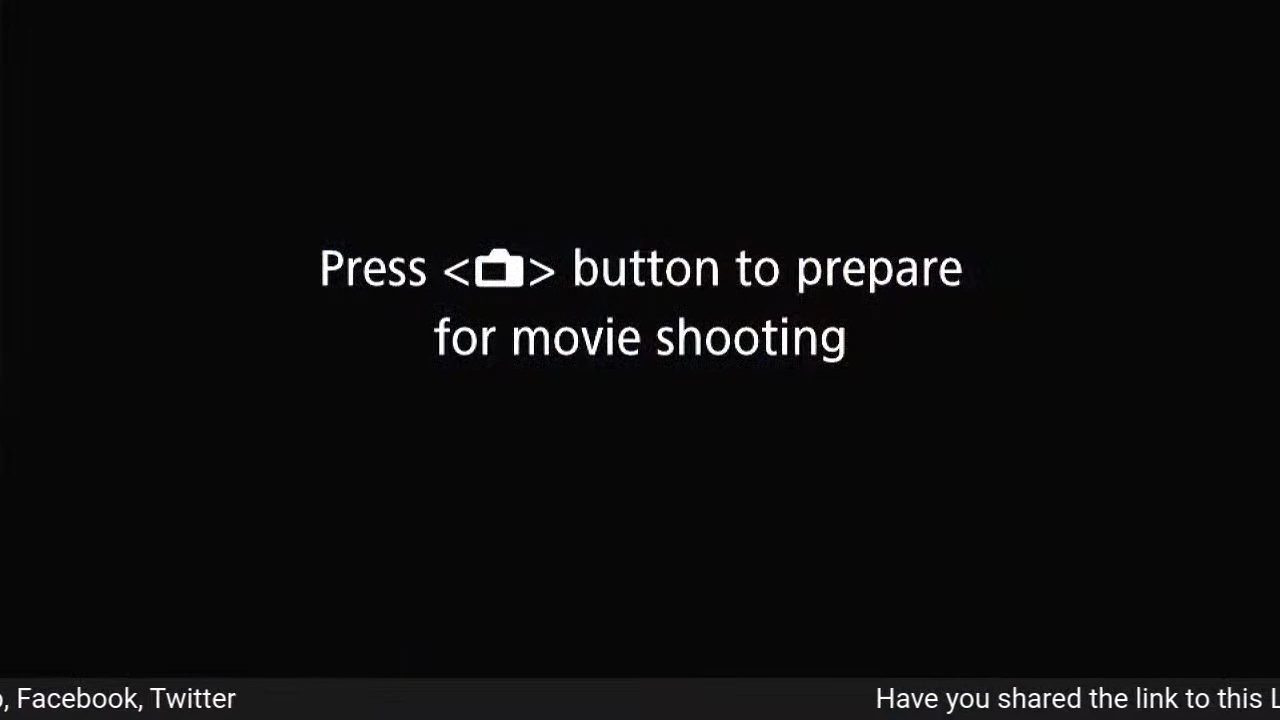 Press <📷> button to prepare
for movie shooting
, Facebook, Twitter
Have you shared the link to this